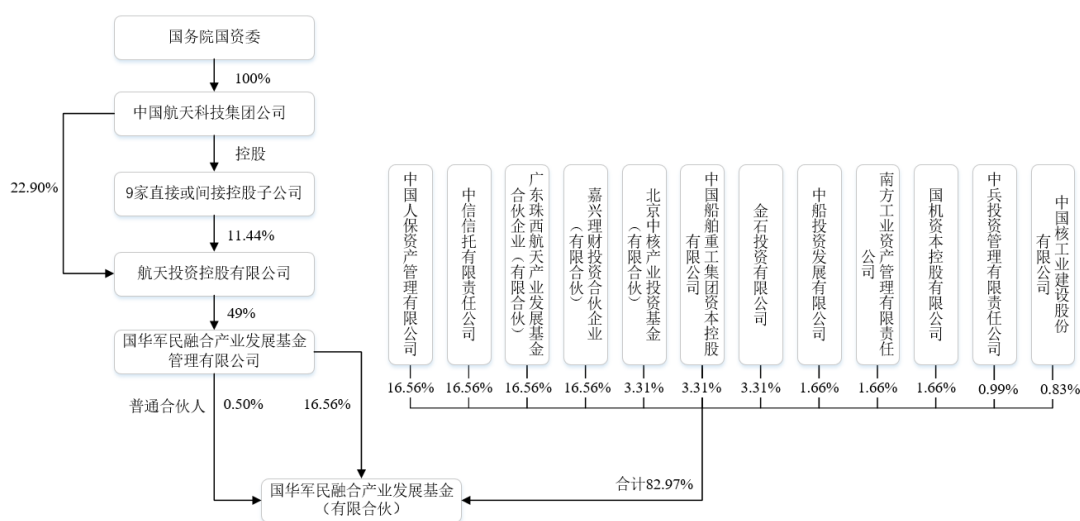 国务院国资委
100%
中国航天科技集团公司
控股
22.90%
9家直接或间接控股子公司
11.44%
航天投资控股有限公司
49%
国华军民融合产业发展基金
管理有限公司
普通合伙人
0.50%
16.56%
中国人保资产管理有限公司
中信信托有限责任公司
广东珠西航天产业发展基金
合伙企业（有限合伙）
嘉兴理财投资合伙企业
（有限合伙）
北京中核产业投资基金
（有限合伙）
中国船舶重工集团资本控股
有限公司
金石投资有限公司
中船投资发展有限公司
南方工业资产管理有限责任
公司
国机资本控股有限公司
中兵投资管理有限责任公司
中国核工业建设股份
有限公司
16.56%
16.56%
16.56%
16.56%
3.31%
3.31%
3.31%
1.66%
1.66%
1.66%
0.99%
0.83%
合计82.97%
国华军民融合产业发展基金
（有限合伙）